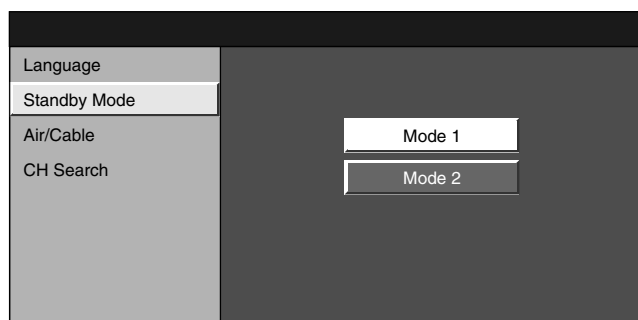 Language
Standby Mode
Air/Cable
CH Search
Mode 1
Mode 2